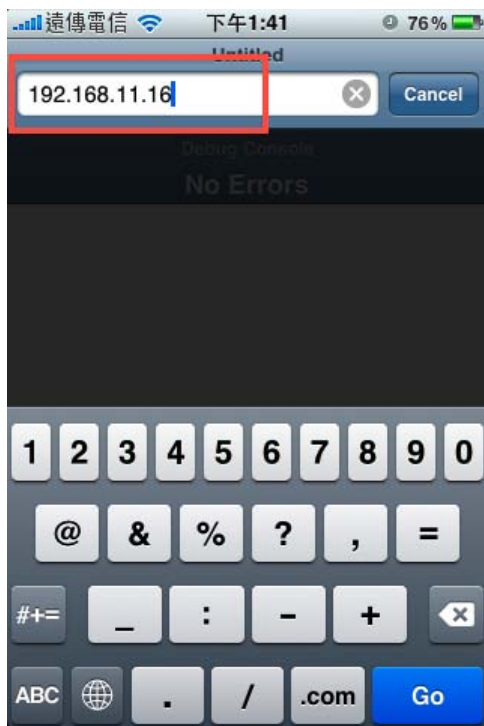 遠傳電信 下午1:41 76%
Untitled
192.168.11.16 Cancel
Debug Console
No Errors
1 2 3 4 5 6 7 8 9 0
@ & % ? , =
#+= _ : - +
ABC . / .com Go